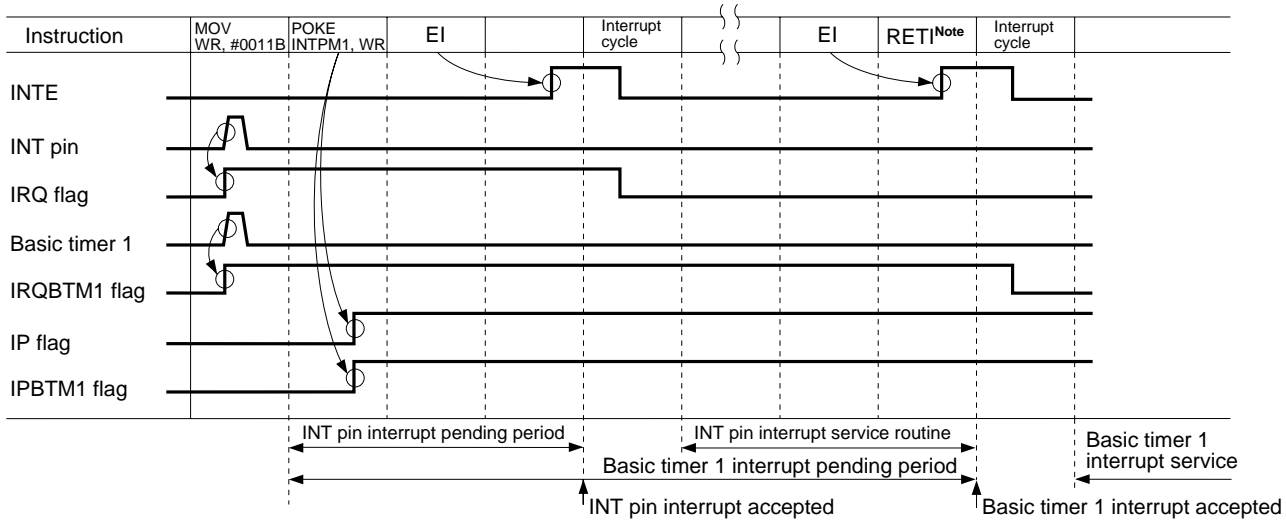 Instruction
MOV
WR, #0011B
POKE
INTPM1, WR
EI
Interrupt
cycle
EI
RETINote
Interrupt
cycle
INTE
INT pin
IRQ flag
Basic timer 1
IRQBTM1 flag
IP flag
IPBTM1 flag
INT pin interrupt pending period
INT pin interrupt service routine
Basic timer 1
interrupt service
Basic timer 1 interrupt pending period
INT pin interrupt accepted
Basic timer 1 interrupt accepted